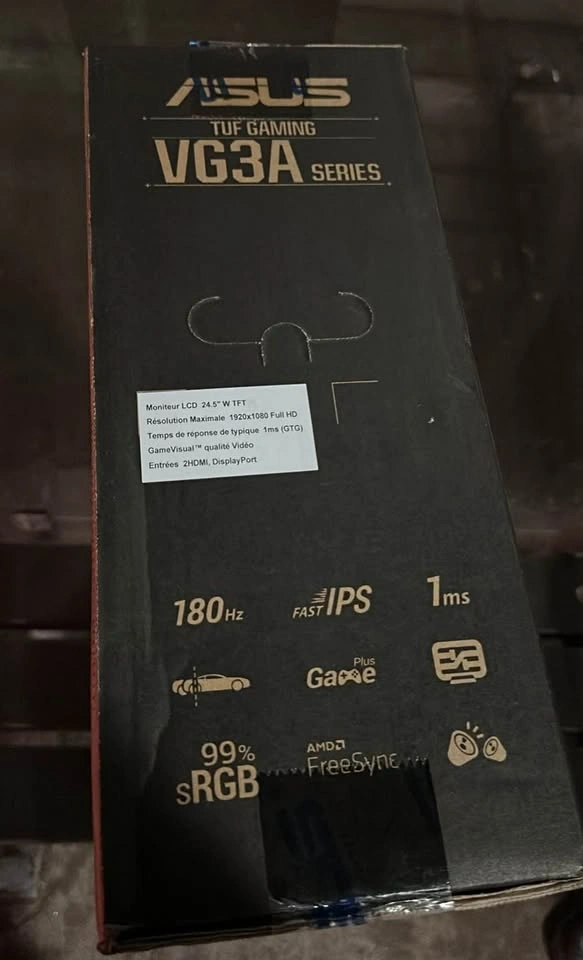 ASUS
TUF GAMING
VG3A SERIES
Moniteur LCD 24.5" W TFT
Résolution Maximale 1920x1080 Full HD
Temps de réponse de typique 1ms (GTG)
GameVisual™ qualité Vidéo
Entrées 2HDMI, DisplayPort
180Hz
FAST IPS
1ms
Game Plus
99% sRGB
AMD FreeSync